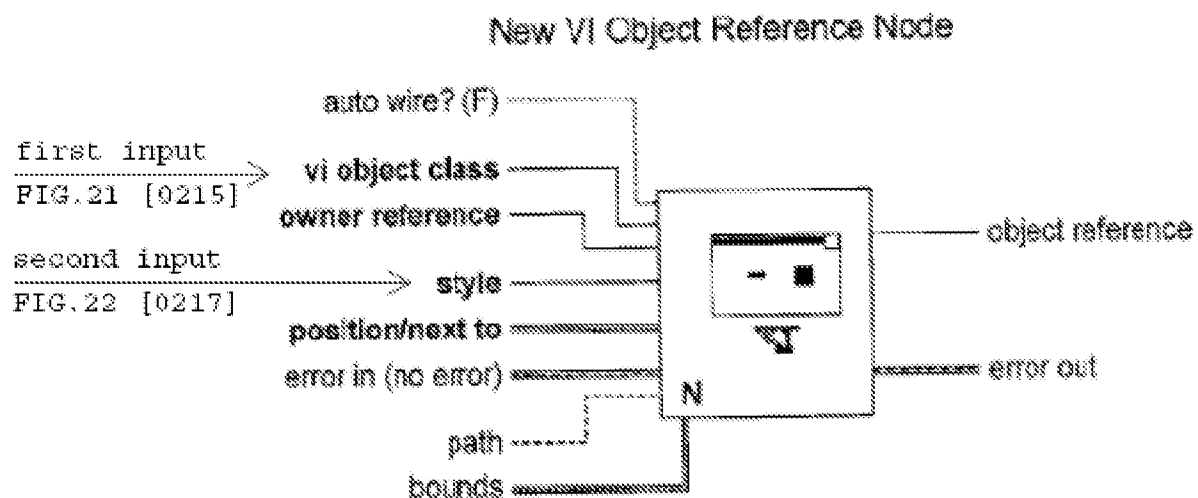 New VI Object Reference Node
auto wire? (F)
first input
FIG.21 [0215]
vi object class
owner reference
second input
FIG.22 [0217]
style
position/next to
error in (no error)
path
bounds
N
object reference
error out